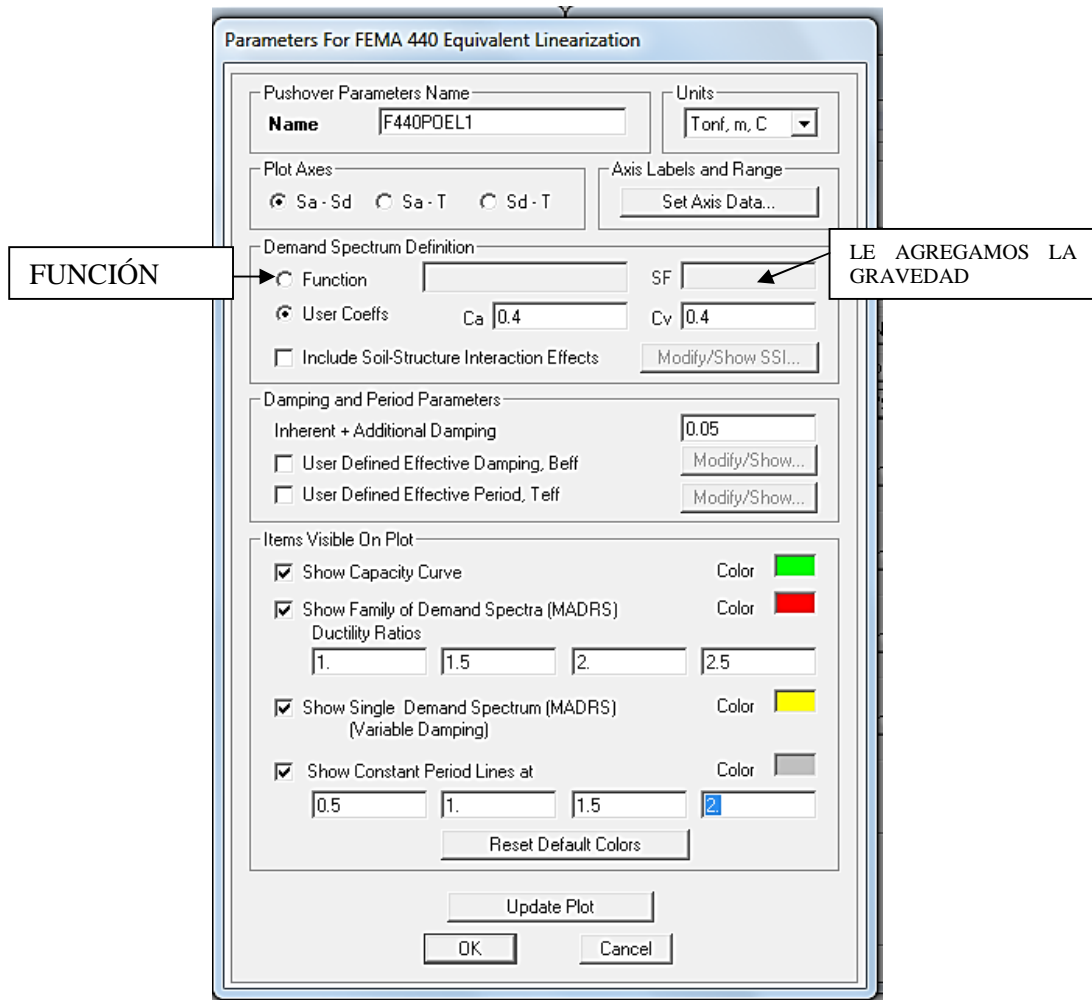 Parameters For FEMA 440 Equivalent Linearization
Pushover Parameters Name
Name F440POEL1
Units
Tonf, m, C
Plot Axes
Sa - Sd Sa - T Sd - T
Axis Labels and Range
Set Axis Data...
Demand Spectrum Definition
FUNCIÓN
Function SF
LE AGREGAMOS LA
GRAVEDAD
User Coeffs Ca 0.4 Cv 0.4
Include Soil-Structure Interaction Effects Modify/Show SSI...
Damping and Period Parameters
Inherent + Additional Damping 0.05
User Defined Effective Damping, Beff Modify/Show...
User Defined Effective Period, Teff Modify/Show...
Items Visible On Plot
Show Capacity Curve Color
Show Family of Demand Spectra (MADRS) Color
Ductility Ratios
1. 1.5 2. 2.5
Show Single Demand Spectrum (MADRS) Color
(Variable Damping)
Show Constant Period Lines at Color
0.5 1. 1.5 2.
Reset Default Colors
Update Plot
OK Cancel